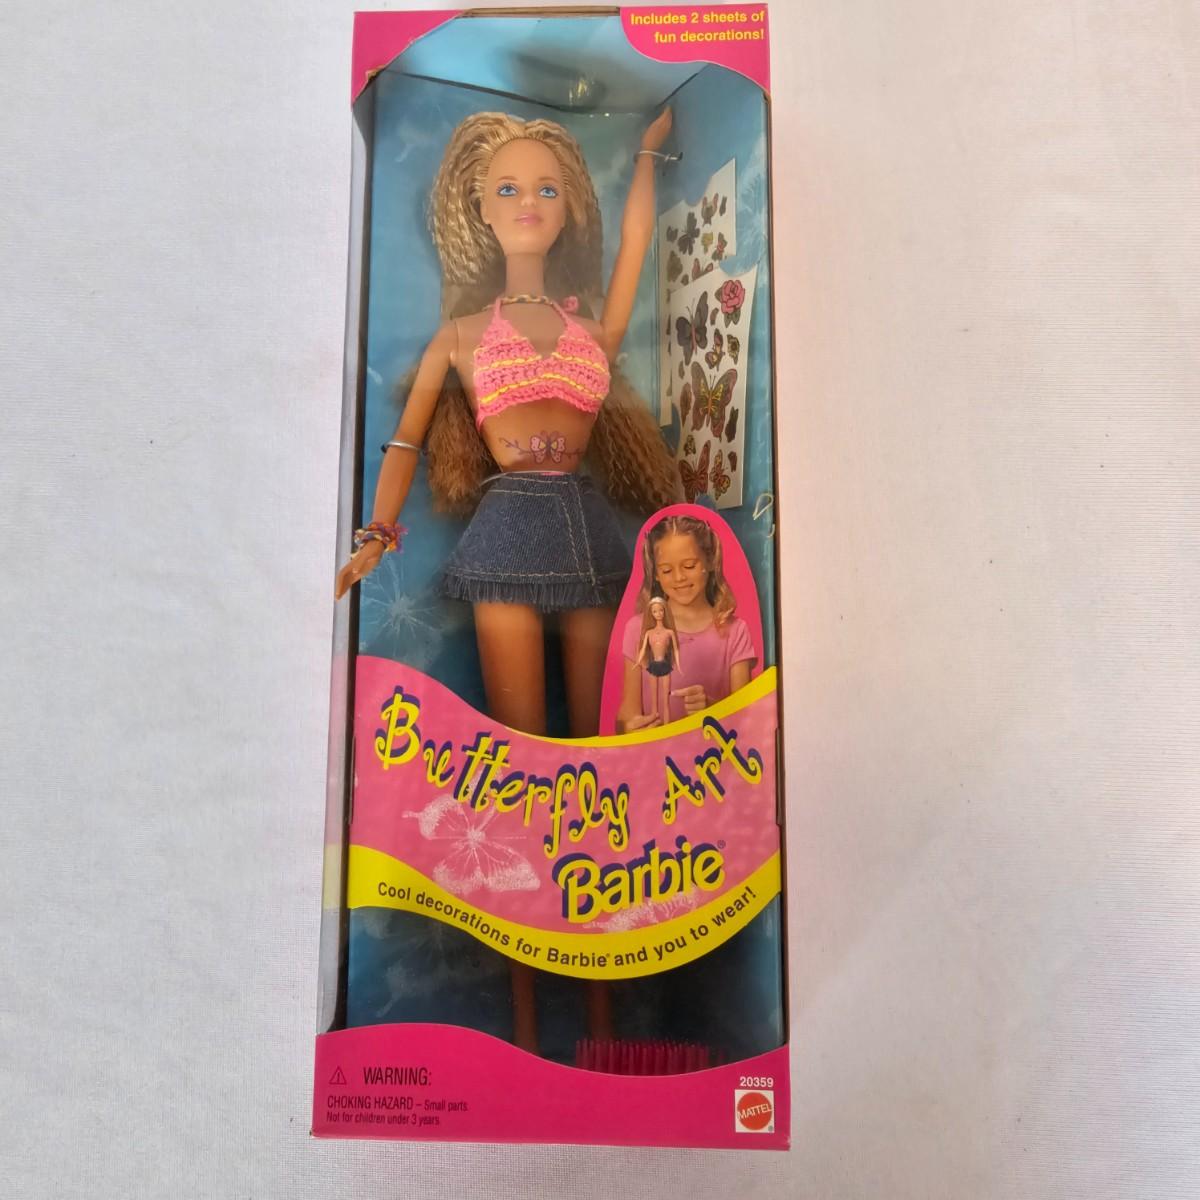 Includes 2 sheets of
fun decorations!
Butterfly Art
Barbie®
Cool decorations for Barbie® and you to wear!
⚠ WARNING:
CHOKING HAZARD – Small parts.
Not for children under 3 years.
20359
MATTEL®